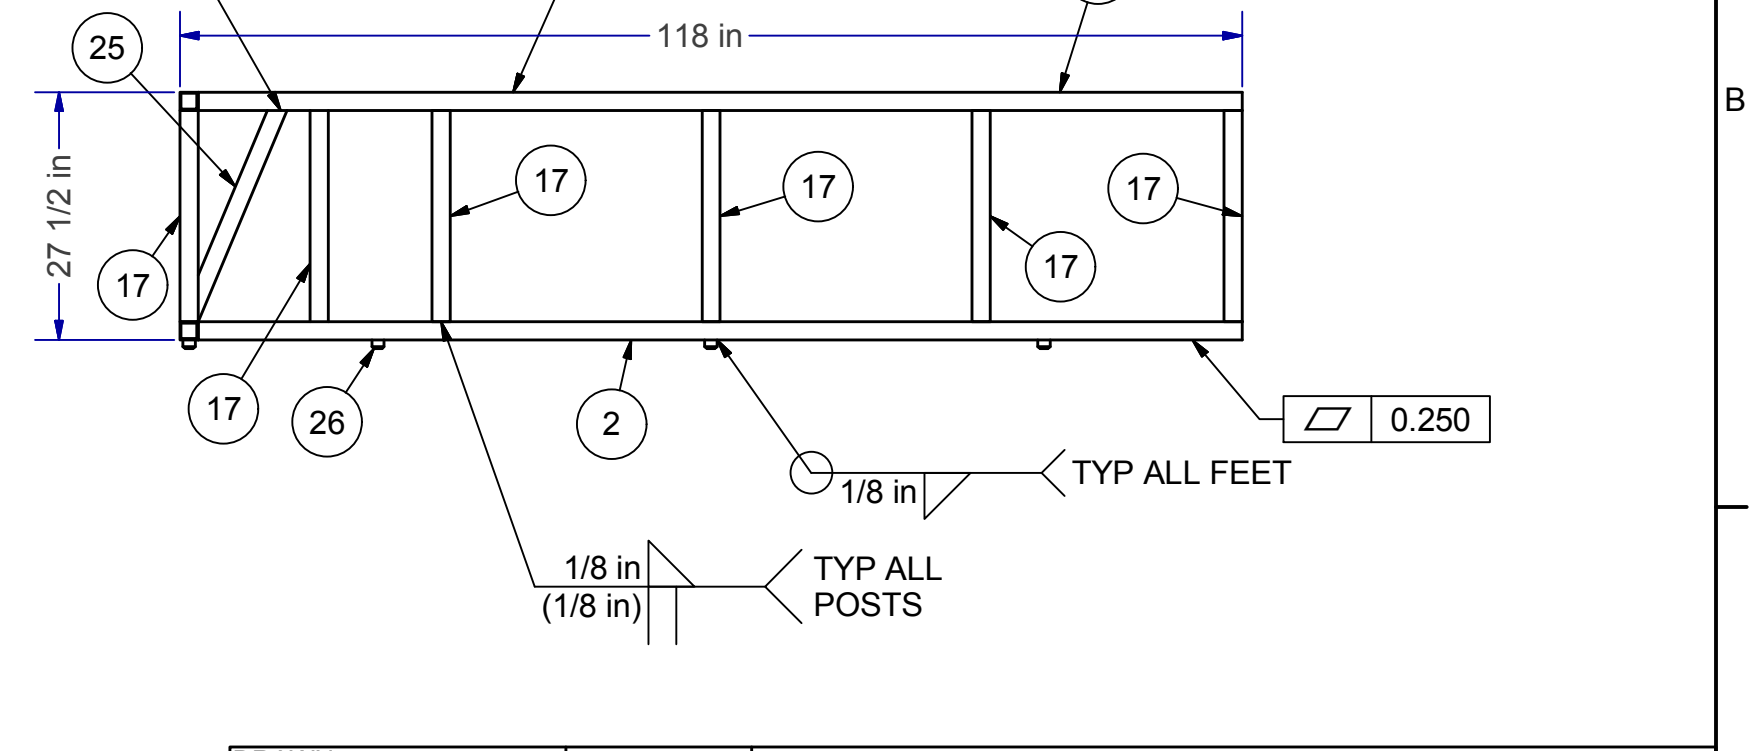 118 in
25
B
27 1/2 in
17
17
17
17
17
17
26
2
0.250
1/8 in
TYP ALL FEET
1/8 in
(1/8 in)
TYP ALL
POSTS